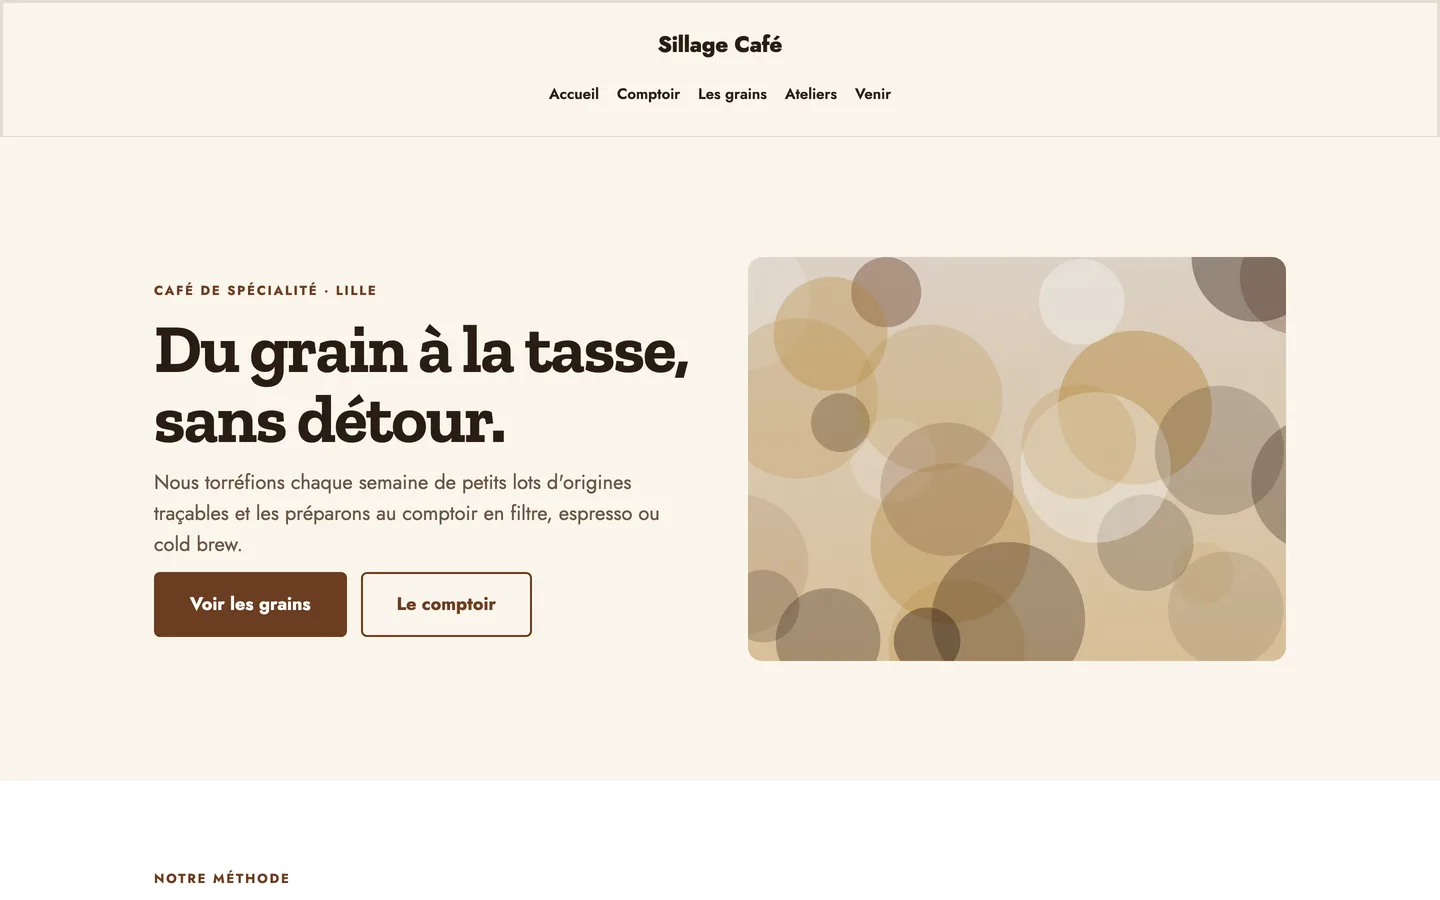 Sillage Café
Accueil Comptoir Les grains Ateliers Venir
CAFÉ DE SPÉCIALITÉ · LILLE
Du grain à la tasse,
sans détour.
Nous torréfions chaque semaine de petits lots d'origines
traçables et les préparons au comptoir en filtre, espresso ou
cold brew.
Voir les grains
Le comptoir
NOTRE MÉTHODE